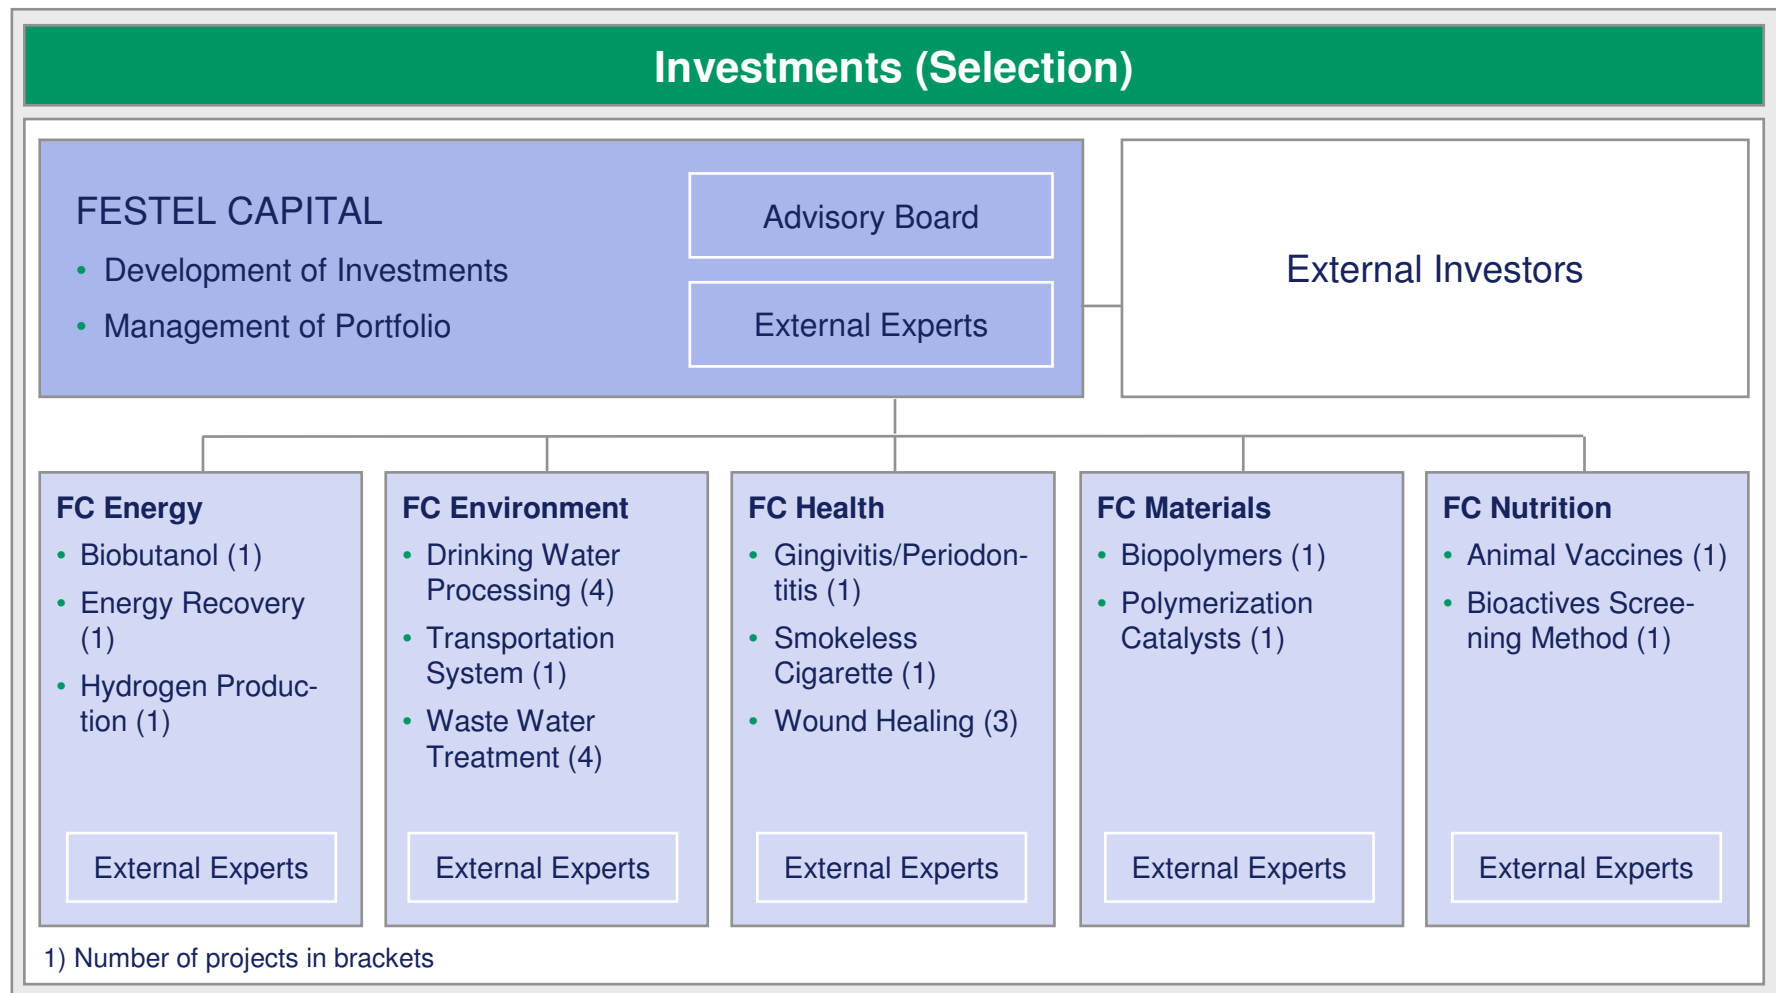 Investments (Selection)
FESTEL CAPITAL
• Development of Investments
• Management of Portfolio
Advisory Board
External Experts
External Investors
FC Energy
• Biobutanol (1)
• Energy Recovery
(1)
• Hydrogen Produc-
tion (1)
External Experts
FC Environment
• Drinking Water
Processing (4)
• Transportation
System (1)
• Waste Water
Treatment (4)
External Experts
FC Health
• Gingivitis/Periodon-
titis (1)
• Smokeless
Cigarette (1)
• Wound Healing (3)
External Experts
FC Materials
• Biopolymers (1)
• Polymerization
Catalysts (1)
External Experts
FC Nutrition
• Animal Vaccines (1)
• Bioactives Scree-
ning Method (1)
External Experts
1) Number of projects in brackets